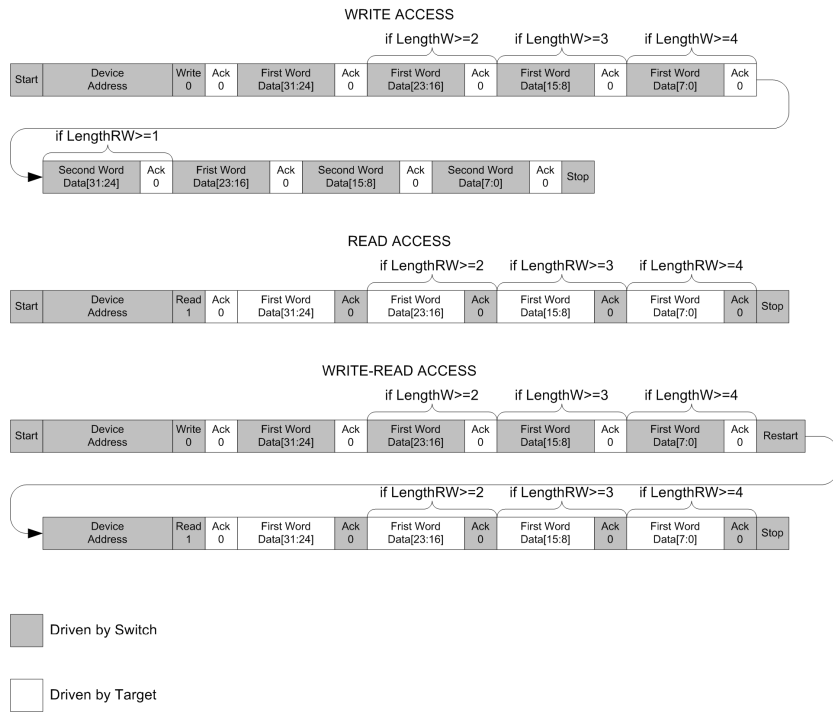 WRITE ACCESS
if LengthW>=2 if LengthW>=3 if LengthW>=4
Start Device Address Write 0 Ack 0 First Word Data[31:24] Ack 0 First Word Data[23:16] Ack 0 First Word Data[15:8] Ack 0 First Word Data[7:0] Ack 0
if LengthRW>=1
Second Word Data[31:24] Ack 0 Frist Word Data[23:16] Ack 0 Second Word Data[15:8] Ack 0 Second Word Data[7:0] Ack 0 Stop
READ ACCESS
if LengthRW>=2 if LengthRW>=3 if LengthRW>=4
Start Device Address Read 1 Ack 0 First Word Data[31:24] Ack 0 Frist Word Data[23:16] Ack 0 First Word Data[15:8] Ack 0 First Word Data[7:0] Ack 0 Stop
WRITE-READ ACCESS
if LengthW>=2 if LengthW>=3 if LengthW>=4
Start Device Address Write 0 Ack 0 First Word Data[31:24] Ack 0 First Word Data[23:16] Ack 0 First Word Data[15:8] Ack 0 First Word Data[7:0] Ack 0 Restart
if LengthRW>=2 if LengthRW>=3 if LengthRW>=4
Device Address Read 1 Ack 0 First Word Data[31:24] Ack 0 Frist Word Data[23:16] Ack 0 First Word Data[15:8] Ack 0 First Word Data[7:0] Ack 0 Stop
Driven by Switch
Driven by Target